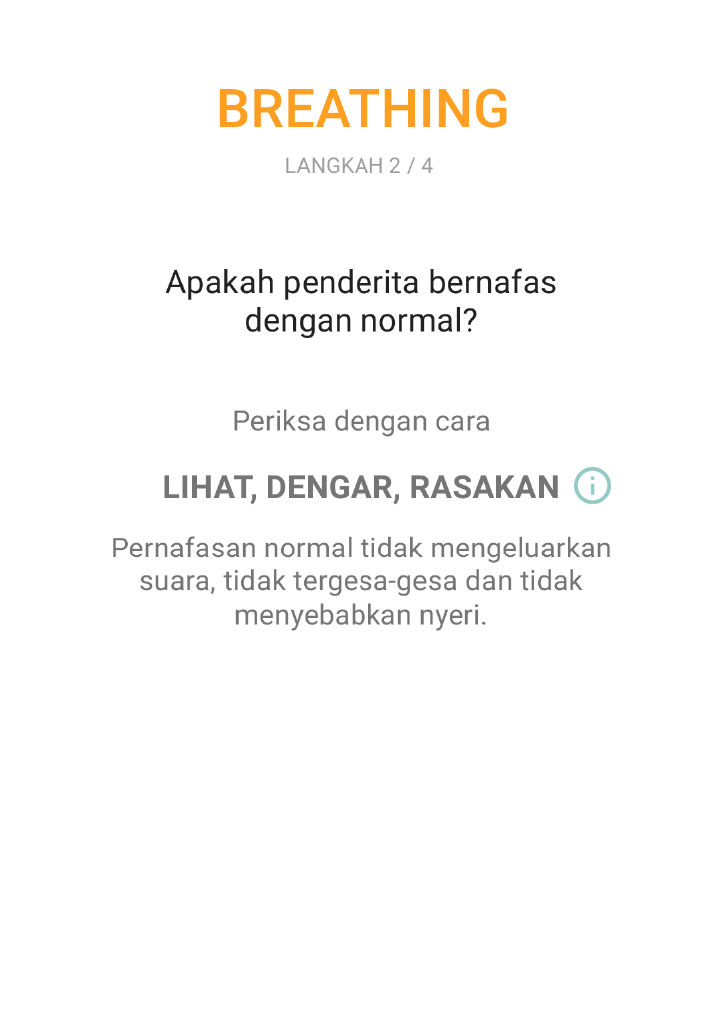 BREATHING
LANGKAH 2 / 4
Apakah penderita bernafas
dengan normal?
Periksa dengan cara
LIHAT, DENGAR, RASAKAN
Pernafasan normal tidak mengeluarkan
suara, tidak tergesa-gesa dan tidak
menyebabkan nyeri.